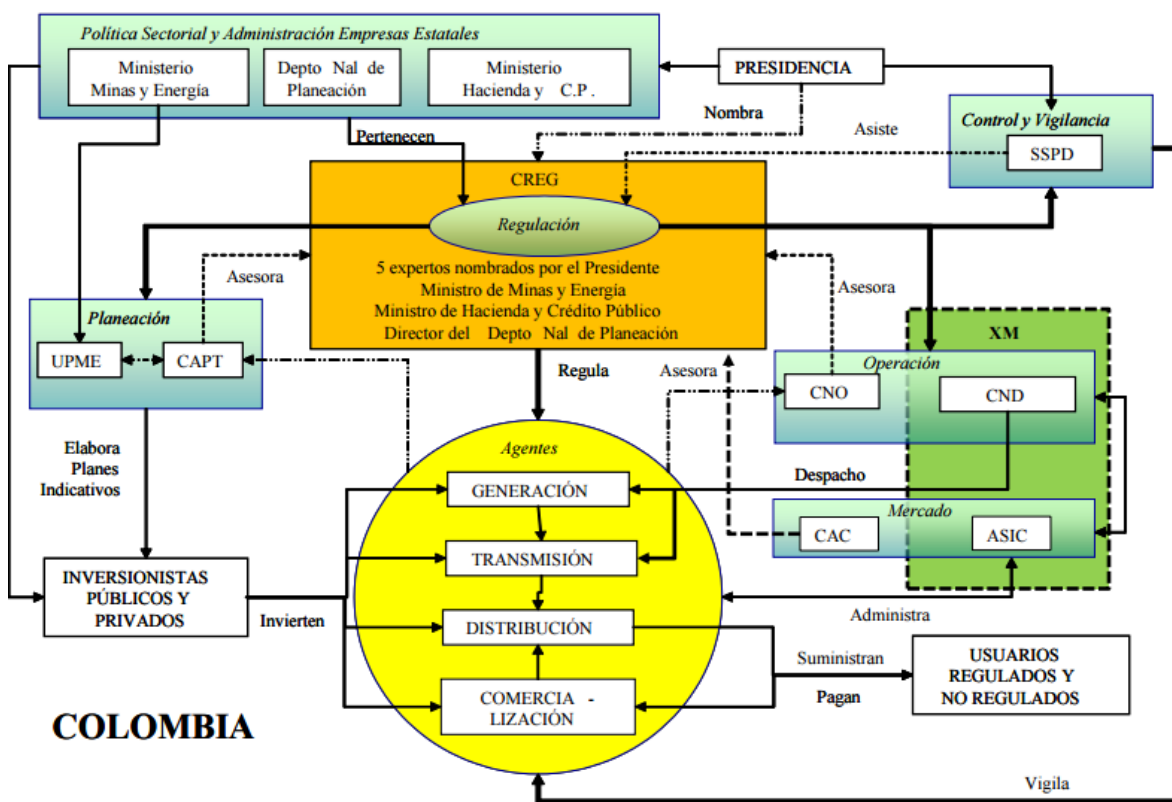 Política Sectorial y Administración Empresas Estatales
Ministerio
Minas y Energía
Depto Nal de
Planeación
Ministerio
Hacienda y C.P.
PRESIDENCIA
Nombra
Pertenecen
Asiste
Control y Vigilancia
SSPD
CREG
Regulación
5 expertos nombrados por el Presidente
Ministro de Minas y Energía
Ministro de Hacienda y Crédito Público
Director del Depto Nal de Planeación
Asesora
Asesora
Planeación
UPME
CAPT
XM
Operación
CNO
CND
Regula
Asesora
Elabora
Planes
Indicativos
Agentes
GENERACIÓN
Despacho
Mercado
CAC
ASIC
TRANSMISIÓN
INVERSIONISTAS
PÚBLICOS Y
PRIVADOS
Invierten
Administra
DISTRIBUCIÓN
Suministran
Pagan
USUARIOS
REGULADOS Y
NO REGULADOS
COMERCIA -
LIZACIÓN
COLOMBIA
Vigila